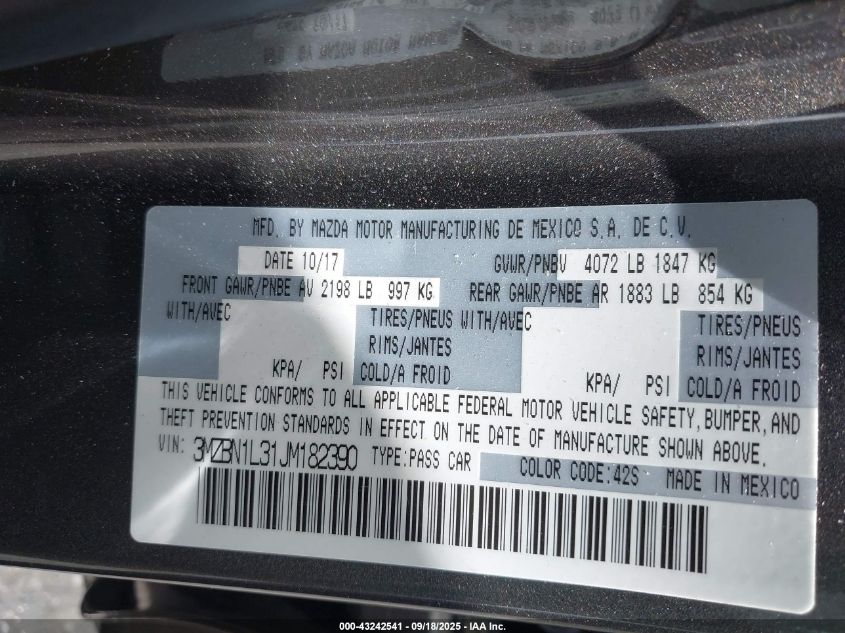 MFD. BY MAZDA MOTOR MANUFACTURING DE MEXICO S.A. DE C.V.
DATE 10/17 GVWR/PNBV 4072 LB 1847 KG
FRONT GAWR/PNBE AV 2198 LB 997 KG REAR GAWR/PNBE AR 1883 LB 854 KG
WITH/AVEC TIRES/PNEUS WITH/AVEC TIRES/PNEUS
RIMS/JANTES RIMS/JANTES
KPA/ PSI COLD/A FROID KPA/ PSI COLD/A FROID
THIS VEHICLE CONFORMS TO ALL APPLICABLE FEDERAL MOTOR VEHICLE SAFETY, BUMPER, AND
THEFT PREVENTION STANDARDS IN EFFECT ON THE DATE OF MANUFACTURE SHOWN ABOVE.
VIN: 3MZBN1L31JM182390 TYPE:PASS CAR COLOR CODE:42S MADE IN MEXICO
000-43242541 - 09/18/2025 - IAA Inc.